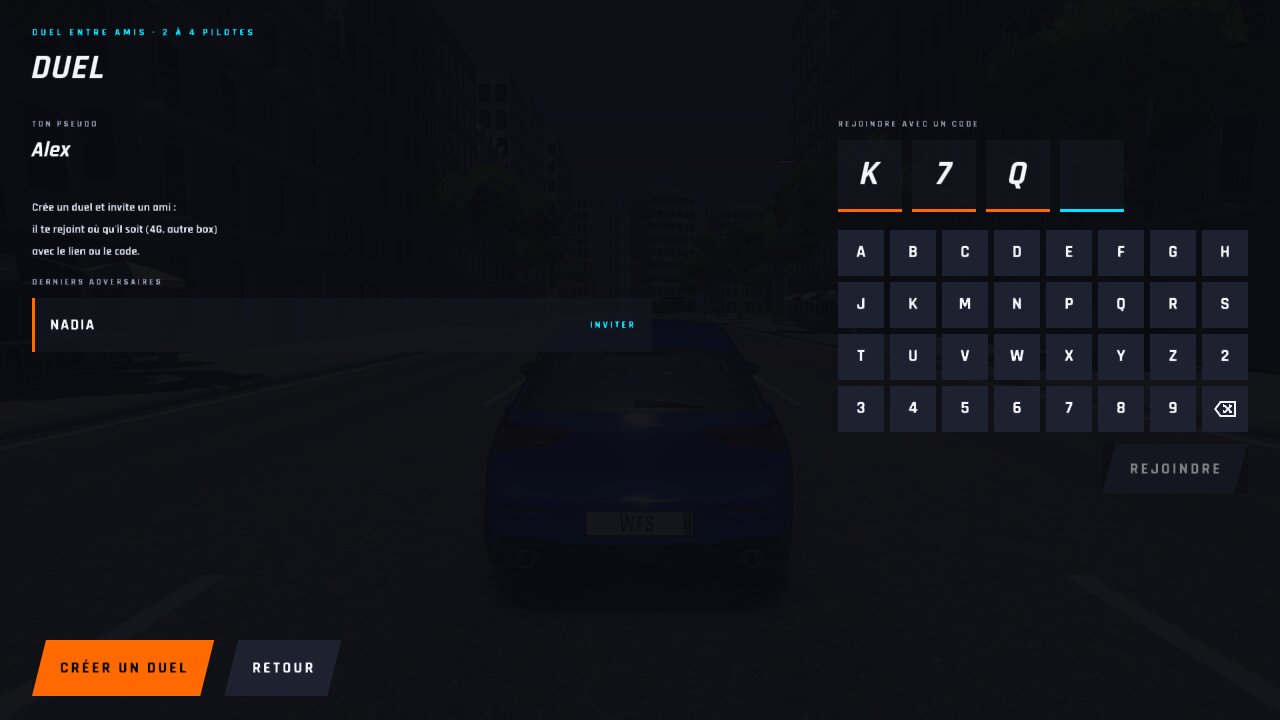 DUEL ENTRE AMIS · 2 À 4 PILOTES
DUEL
TON PSEUDO
Alex
Crée un duel et invite un ami :
il te rejoint où qu'il soit (4G, autre box)
avec le lien ou le code.
DERNIERS ADVERSAIRES
NADIA INVITER
REJOINDRE AVEC UN CODE
K 7 Q
A B C D E F G H
J K M N P Q R S
T U V W X Y Z 2
3 4 5 6 7 8 9
REJOINDRE
WFS
CRÉER UN DUEL RETOUR